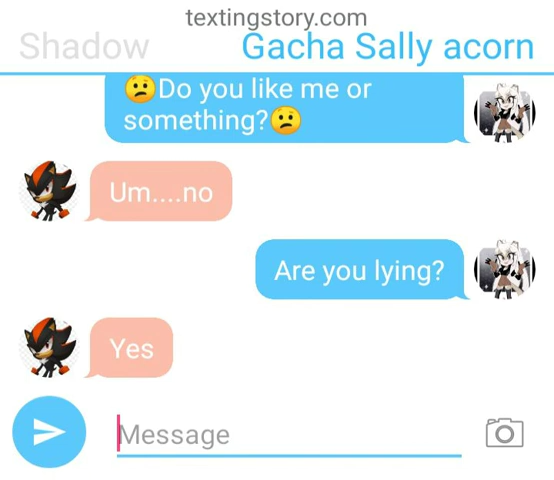 textingstory.com
Shadow
Gacha Sally acorn
😕Do you like me or
something?😕
Um....no
Are you lying?
Yes
Message